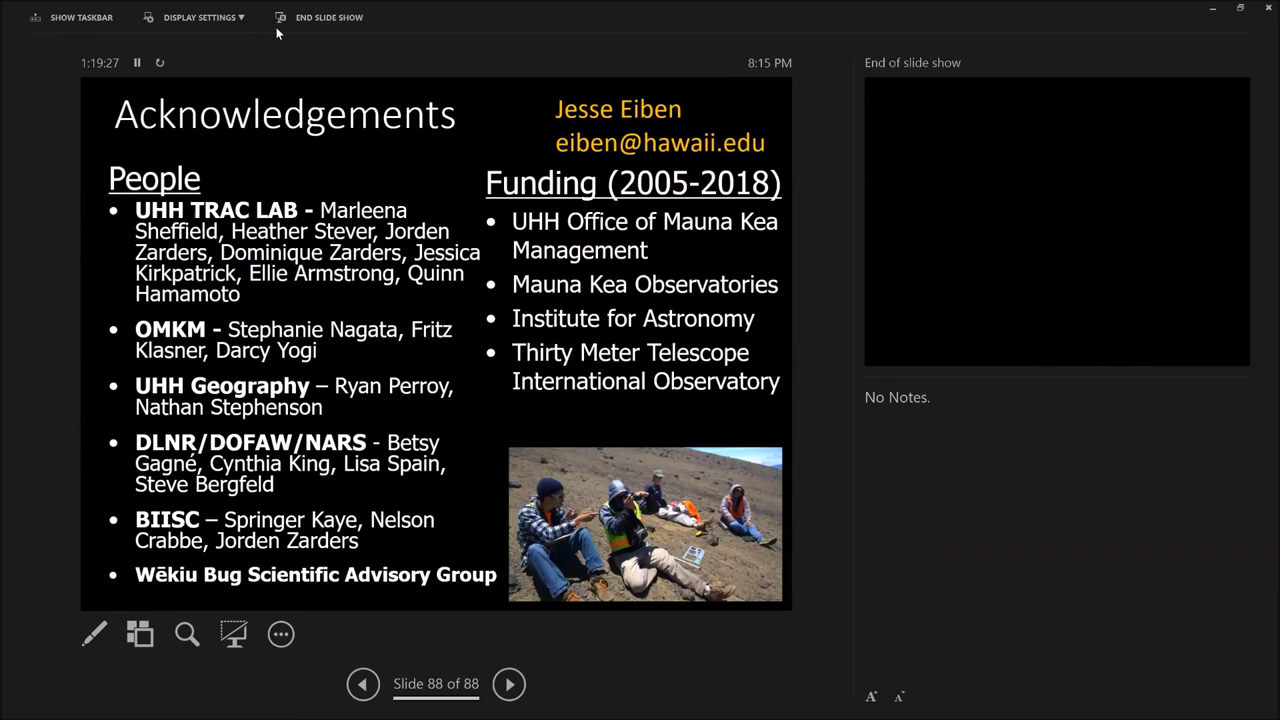 SHOW TASKBAR
DISPLAY SETTINGS ▼
END SLIDE SHOW
1:19:27
8:15 PM
End of slide show
Acknowledgements
Jesse Eiben
eiben@hawaii.edu
People
• UHH TRAC LAB - Marleena
Sheffield, Heather Stever, Jorden
Zarders, Dominique Zarders, Jessica
Kirkpatrick, Ellie Armstrong, Quinn
Hamamoto
• OMKM - Stephanie Nagata, Fritz
Klasner, Darcy Yogi
• UHH Geography – Ryan Perroy,
Nathan Stephenson
• DLNR/DOFAW/NARS - Betsy
Gagné, Cynthia King, Lisa Spain,
Steve Bergfeld
• BIISC – Springer Kaye, Nelson
Crabbe, Jorden Zarders
• Wēkiu Bug Scientific Advisory Group
Funding (2005-2018)
• UHH Office of Mauna Kea
Management
• Mauna Kea Observatories
• Institute for Astronomy
• Thirty Meter Telescope
International Observatory
No Notes.
Slide 88 of 88
A A